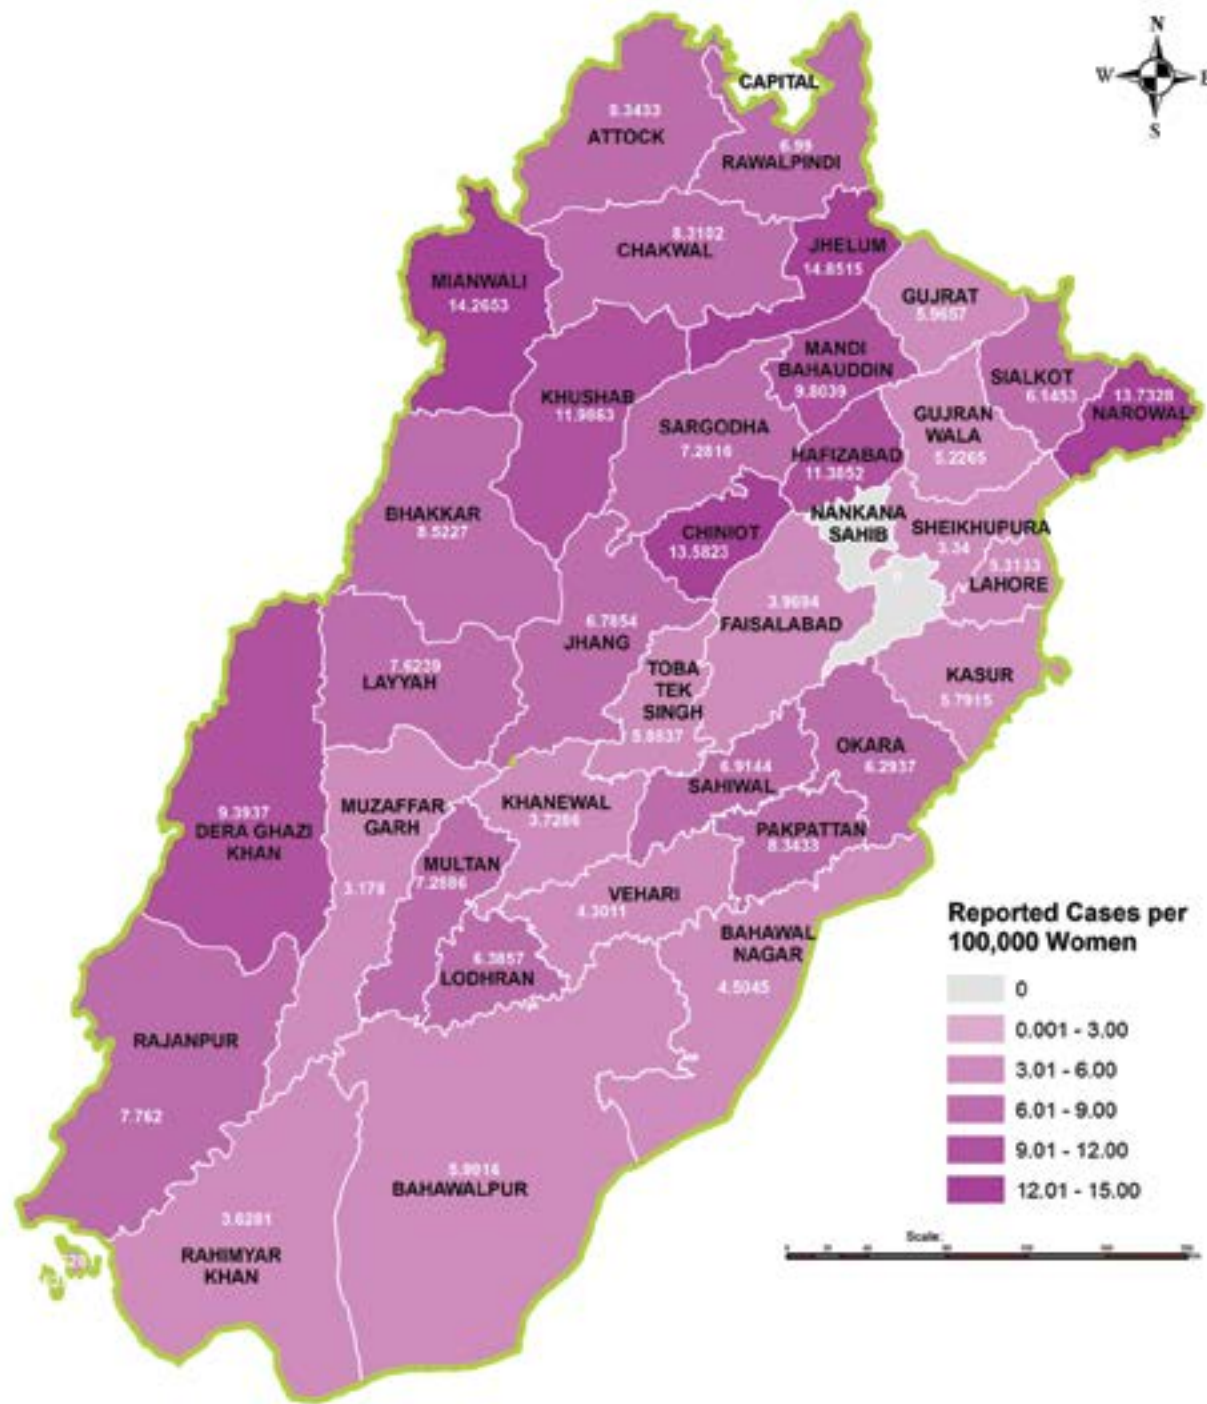 N
W
E
S
CAPITAL
8.3433
ATTOCK
6.99
RAWALPINDI
8.3102
CHAKWAL
JHELUM
14.8515
MIANWALI
14.2653
GUJRAT
5.9657
MANDI
BAHAUDDIN
9.8039
SIALKOT
6.1453
13.7328
NAROWAL
KHUSHAB
11.9863
SARGODHA
7.2816
GUJRAN
WALA
5.2265
HAFIZABAD
11.3852
BHAKKAR
8.5227
CHINIOT
13.5823
NANKANA
SAHIB
0
SHEIKHUPURA
3.34
5.3133
LAHORE
3.9694
FAISALABAD
6.7854
JHANG
7.6239
LAYYAH
TOBA
TEK
SINGH
KASUR
5.7915
OKARA
6.2937
6.9144
SAHIWAL
9.3937
DERA GHAZI
KHAN
MUZAFFAR
GARH
3.178
KHANEWAL
3.7286
PAKPATTAN
8.3433
MULTAN
7.2886
VEHARI
4.3011
BAHAWAL
NAGAR
4.5045
6.3857
LODHRAN
RAJANPUR
7.762
BAHAWALPUR
3.6281
RAHIMYAR
KHAN
Reported Cases per
100,000 Women
0
0.001 - 3.00
3.01 - 6.00
6.01 - 9.00
9.01 - 12.00
12.01 - 15.00
Scale: